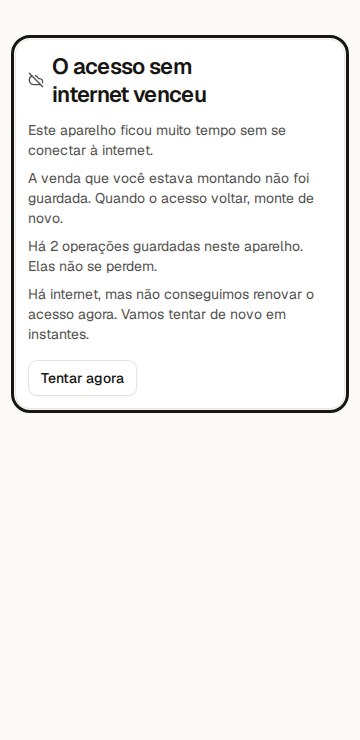 O acesso sem
internet venceu
Este aparelho ficou muito tempo sem se
conectar à internet.
A venda que você estava montando não foi
guardada. Quando o acesso voltar, monte de
novo.
Há 2 operações guardadas neste aparelho.
Elas não se perdem.
Há internet, mas não conseguimos renovar o
acesso agora. Vamos tentar de novo em
instantes.
Tentar agora